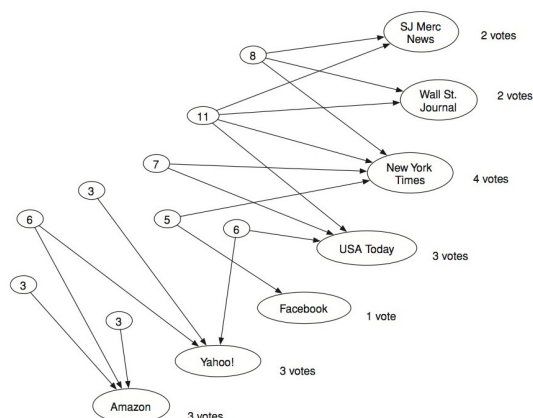 SJ Merc
News
2 votes
8
Wall St.
Journal
2 votes
11
7
New York
Times
4 votes
3
6
5
6
USA Today
3 votes
3
Facebook
1 vote
3
Yahoo!
3 votes
Amazon
3 votes